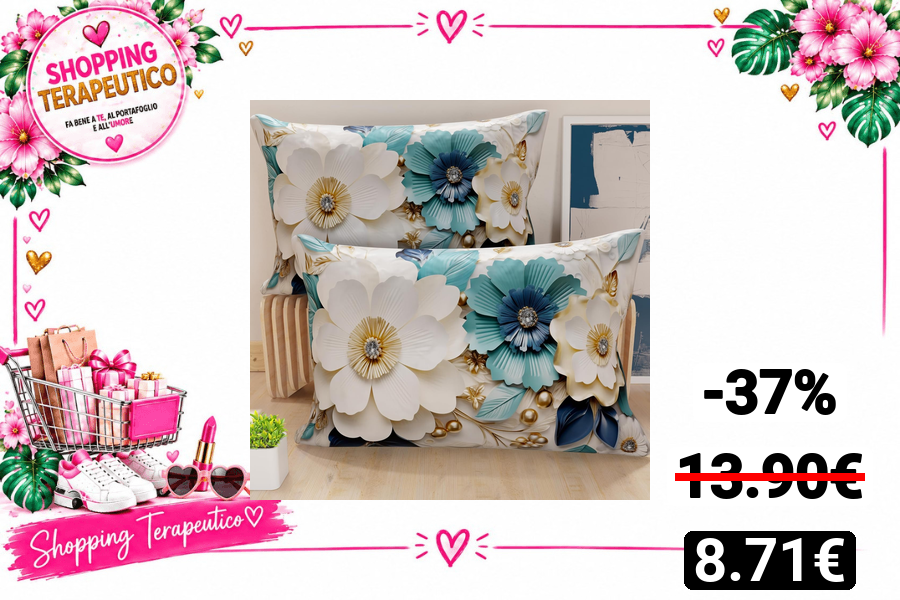 SHOPPING
TERAPEUTICO
FA BENE A TE, AL PORTAFOGLIO
E ALL'UMORE
-37%
13.90€
8.71€
Shopping Terapeutico